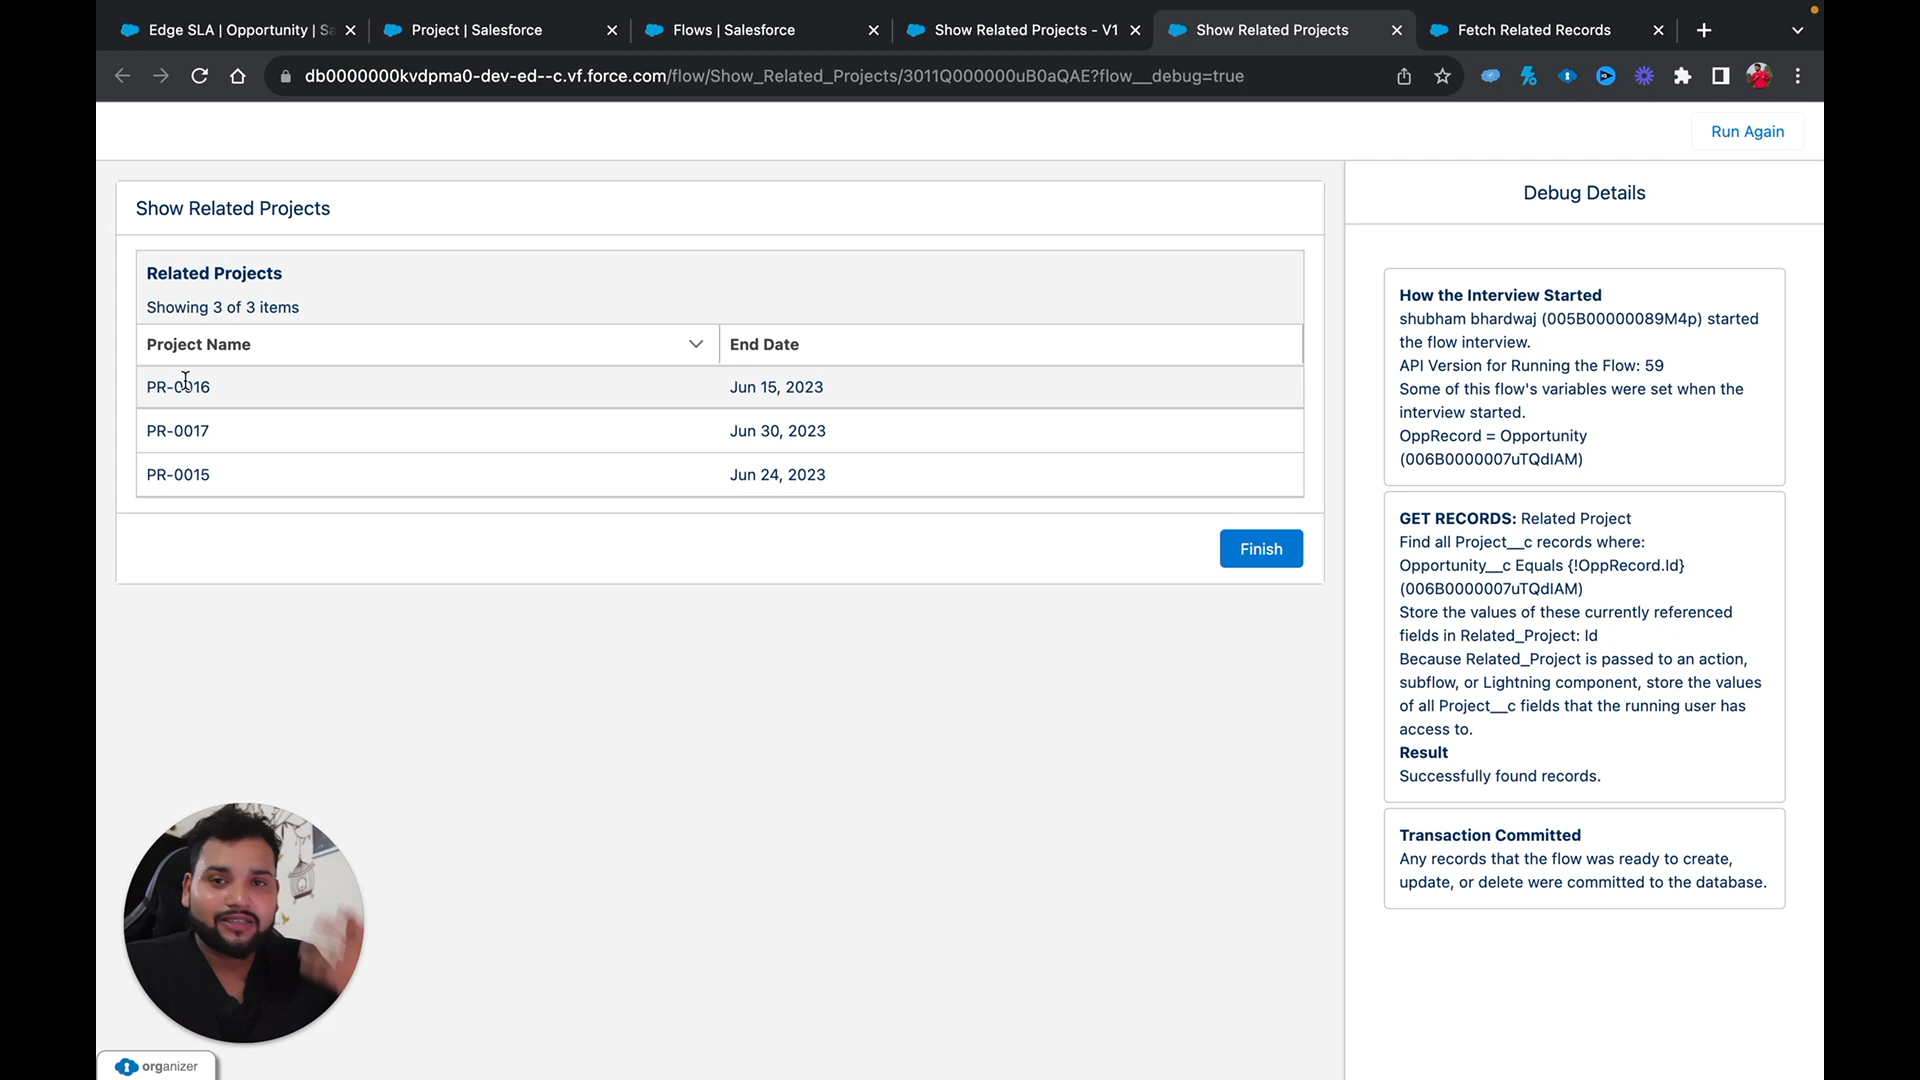 Edge SLA | Opportunity | Sa
Project | Salesforce
Flows | Salesforce
Show Related Projects - V1
Show Related Projects
Fetch Related Records
db0000000kvdpma0-dev-ed--c.vf.force.com/flow/Show_Related_Projects/3011Q000000uB0aQAE?flow__debug=true
Run Again
Show Related Projects
Related Projects
Showing 3 of 3 items
Project Name
End Date
PR-0016
Jun 15, 2023
PR-0017
Jun 30, 2023
PR-0015
Jun 24, 2023
Finish
Debug Details
How the Interview Started
shubham bhardwaj (005B00000089M4p) started
the flow interview.
API Version for Running the Flow: 59
Some of this flow's variables were set when the
interview started.
OppRecord = Opportunity
(006B0000007uTQdIAM)
GET RECORDS: Related Project
Find all Project__c records where:
Opportunity__c Equals {!OppRecord.Id}
(006B0000007uTQdIAM)
Store the values of these currently referenced
fields in Related_Project: Id
Because Related_Project is passed to an action,
subflow, or Lightning component, store the values
of all Project__c fields that the running user has
access to.
Result
Successfully found records.
Transaction Committed
Any records that the flow was ready to create,
update, or delete were committed to the database.
organizer